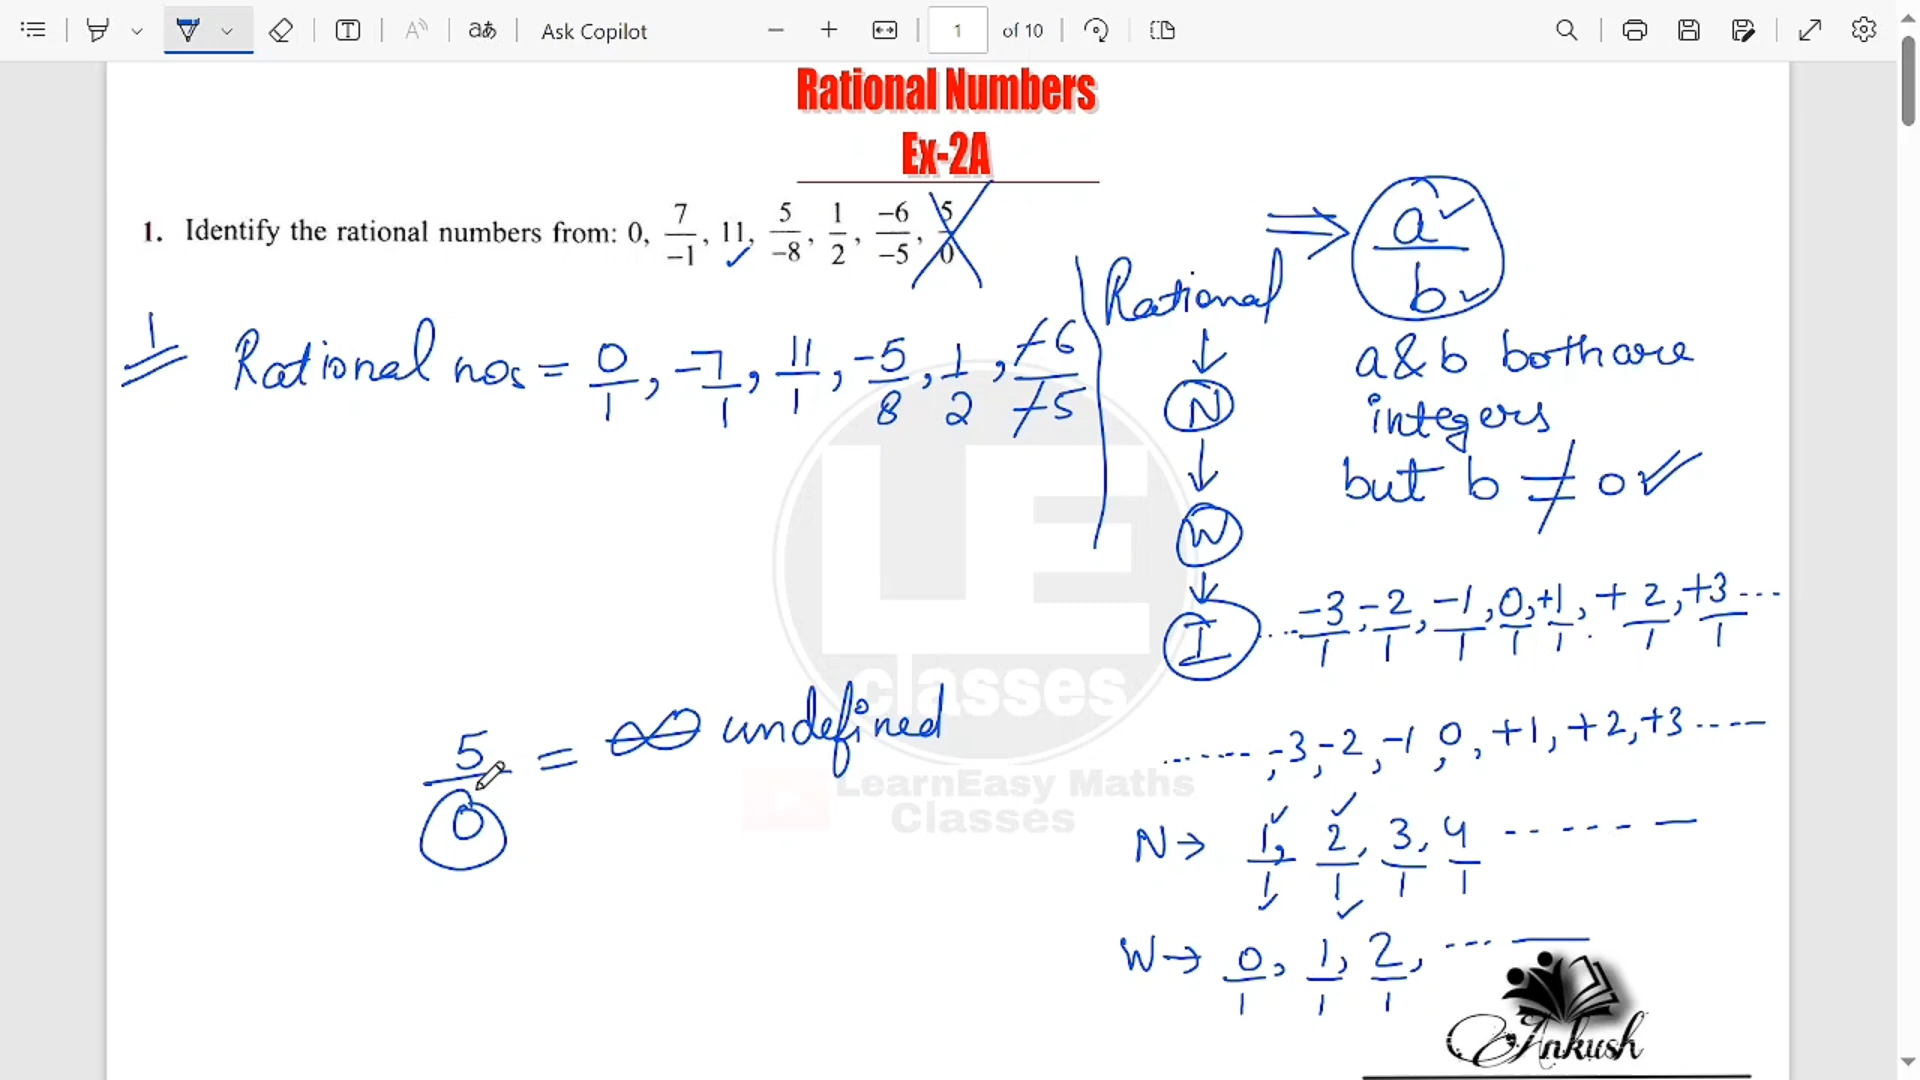 Ask Copilot
1 of 10
Rational Numbers
Ex-2A
1. Identify the rational numbers from: 0, 7/-1, 11, 5/-8, 1/2, -6/-5, 5/0
1 Rational nos = 0/1, -7/1, 11/1, -5/8, 1/2, -6/-5
Rational ⇒ a/b
a & b both are
integers
but b ≠ 0 ✓
N
W
I ...-3/1, -2/1, -1/1, 0/1, +1/1, +2/1, +3/1 ...
......, -3, -2, -1, 0, +1, +2, +3 ----
5/0 = ∞ undefined
N → 1/1, 2/1, 3/1, 4/1 ------ —
W → 0/1, 1/1, 2/1, --- —
LE
classes
LearnEasy Maths
Classes
Ankush